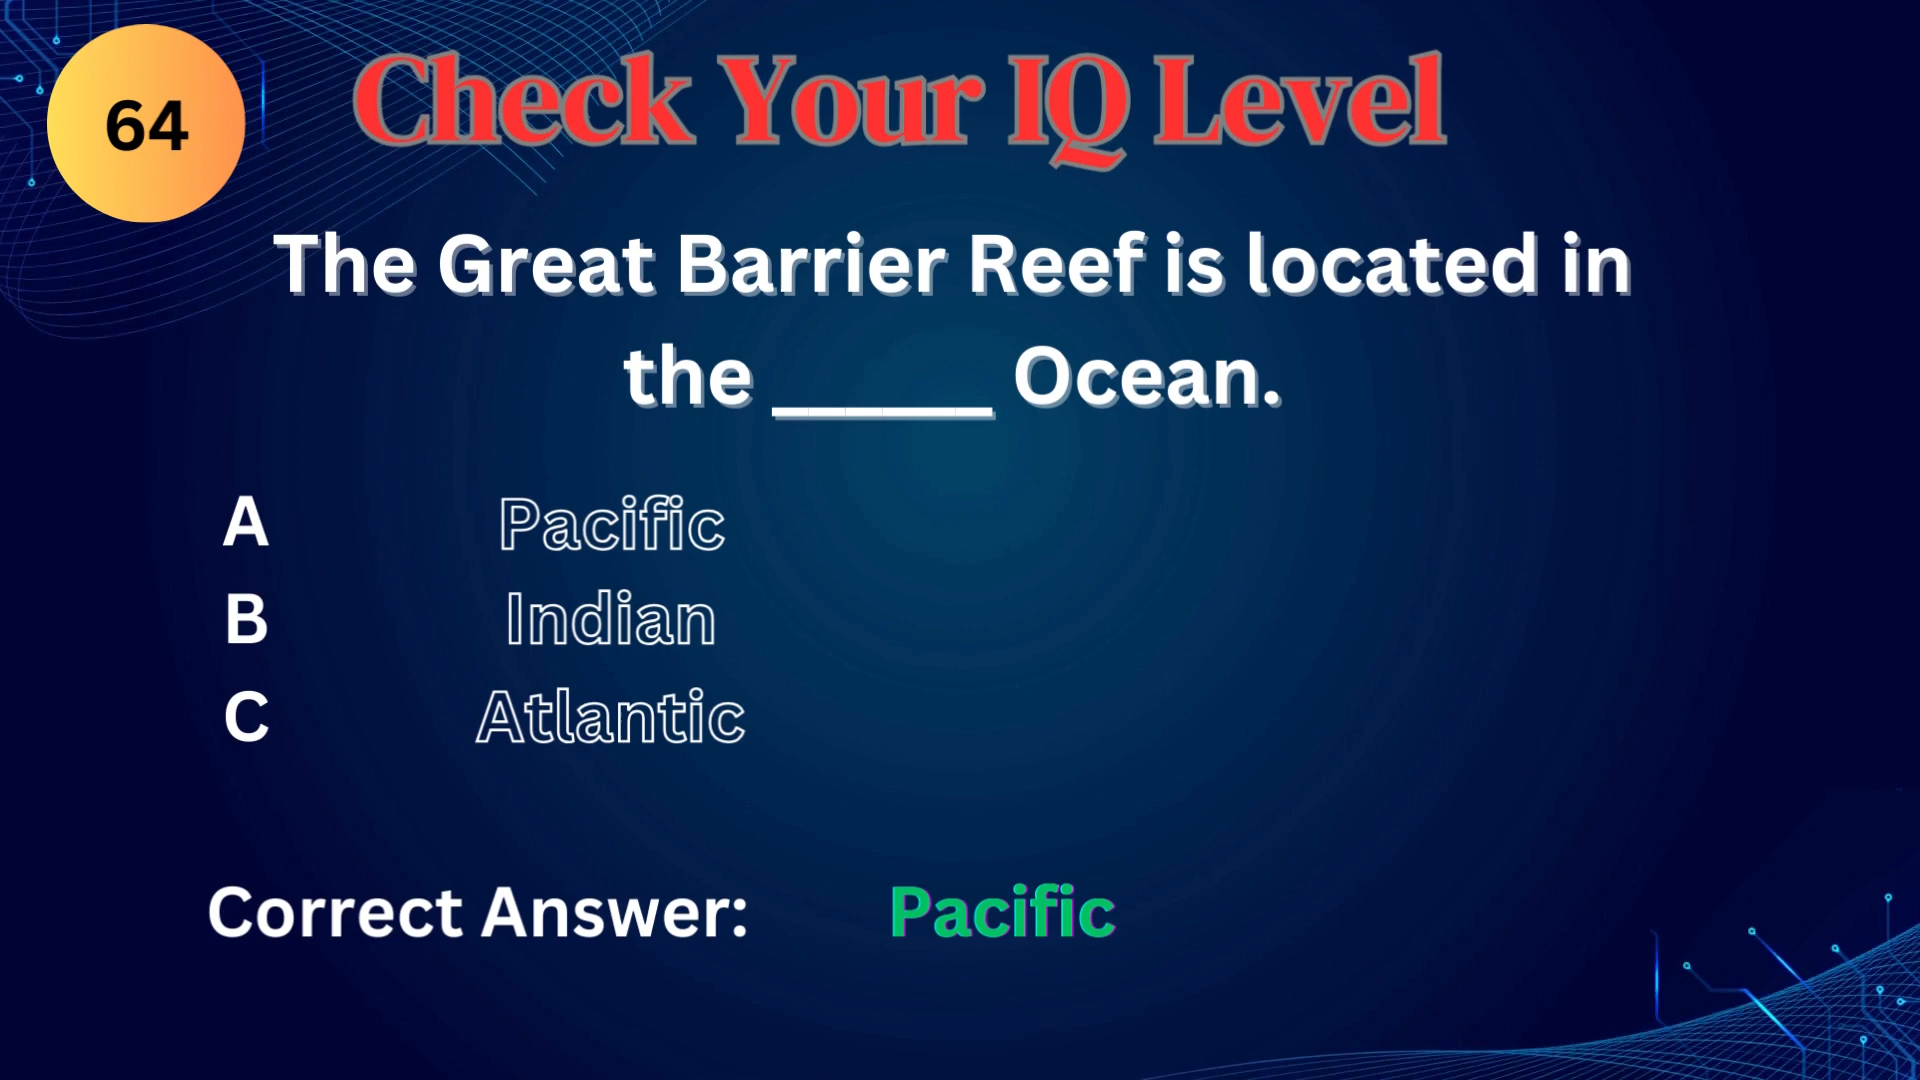 64
Check Your IQ Level
The Great Barrier Reef is located in
the ______ Ocean.
A Pacific
B Indian
C Atlantic
Correct Answer: Pacific